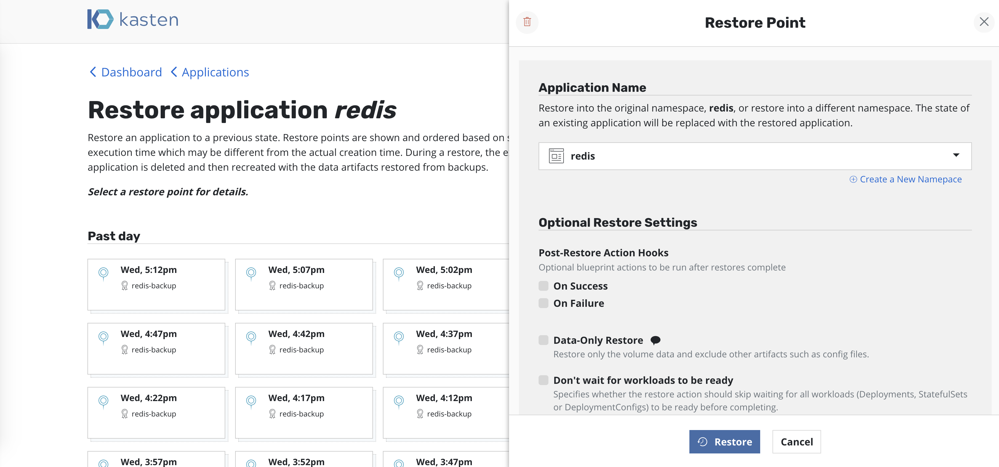 kasten
Dashboard
Applications
Restore application redis
Restore an application to a previous state. Restore points are shown and ordered based on
execution time which may be different from the actual creation time. During a restore, the
application is deleted and then recreated with the data artifacts restored from backups.
Select a restore point for details.
Past day
Wed, 5:12pm
redis-backup
Wed, 5:07pm
redis-backup
Wed, 5:02pm
redis-backup
Wed, 4:47pm
redis-backup
Wed, 4:42pm
redis-backup
Wed, 4:37pm
redis-backup
Wed, 4:22pm
redis-backup
Wed, 4:17pm
redis-backup
Wed, 4:12pm
redis-backup
Wed, 3:57pm
Wed, 3:52pm
Wed, 3:47pm
Restore Point
Application Name
Restore into the original namespace, redis, or restore into a different namespace. The state of
an existing application will be replaced with the restored application.
redis
Create a New Namepace
Optional Restore Settings
Post-Restore Action Hooks
Optional blueprint actions to be run after restores complete
On Success
On Failure
Data-Only Restore
Restore only the volume data and exclude other artifacts such as config files.
Don't wait for workloads to be ready
Specifies whether the restore action should skip waiting for all workloads (Deployments, StatefulSets
or DeploymentConfigs) to be ready before completing.
Restore
Cancel